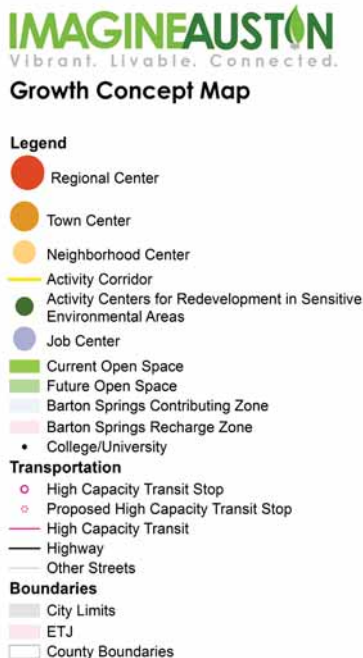 IMAGINEAUSTIN
Vibrant. Livable. Connected.
Growth Concept Map
Legend
Regional Center
Town Center
Neighborhood Center
Activity Corridor
Activity Centers for Redevelopment in Sensitive
Environmental Areas
Job Center
Current Open Space
Future Open Space
Barton Springs Contributing Zone
Barton Springs Recharge Zone
College/University
Transportation
High Capacity Transit Stop
Proposed High Capacity Transit Stop
High Capacity Transit
Highway
Other Streets
Boundaries
City Limits
ETJ
County Boundaries